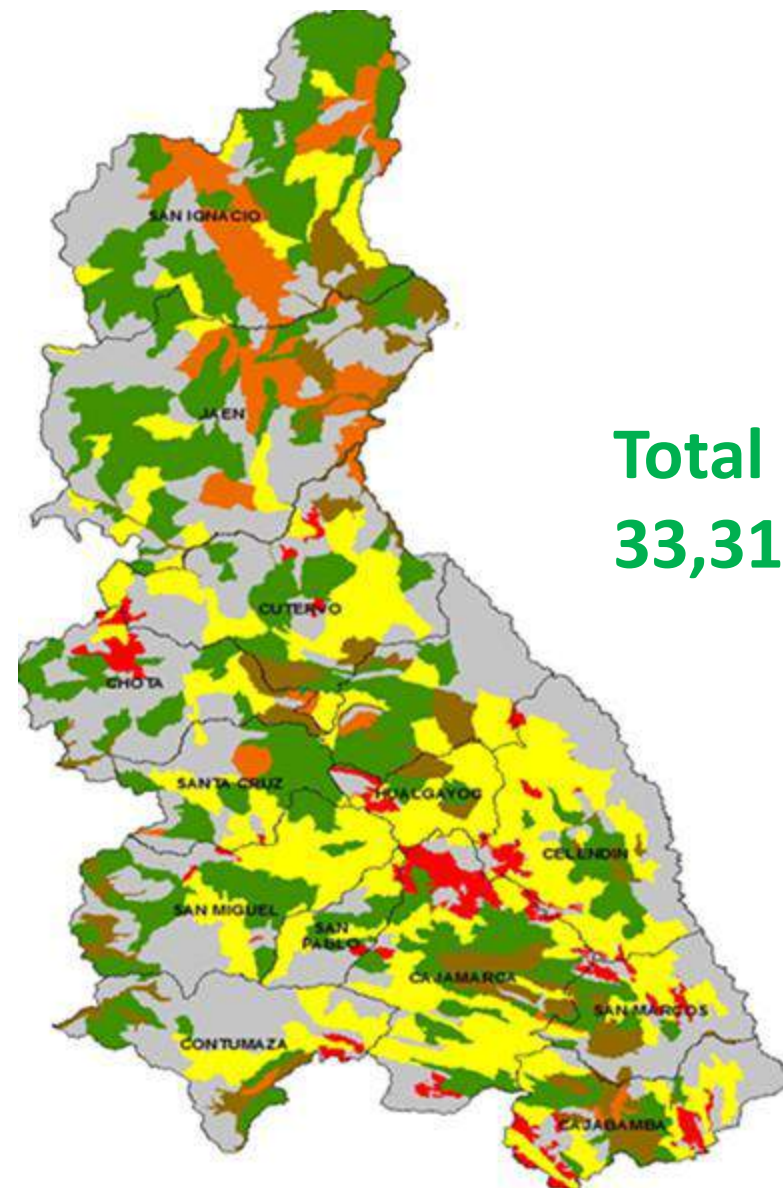 SAN IGNACIO
JAEN
Total
33,31
CUTERVO
CHOTA
SANTA CRUZ
HUALGAYOC
CELENDIN
SAN MIGUEL
SAN
PABLO
CAJAMARCA
SAN MARCOS
CONTUMAZA
CAJABAMBA